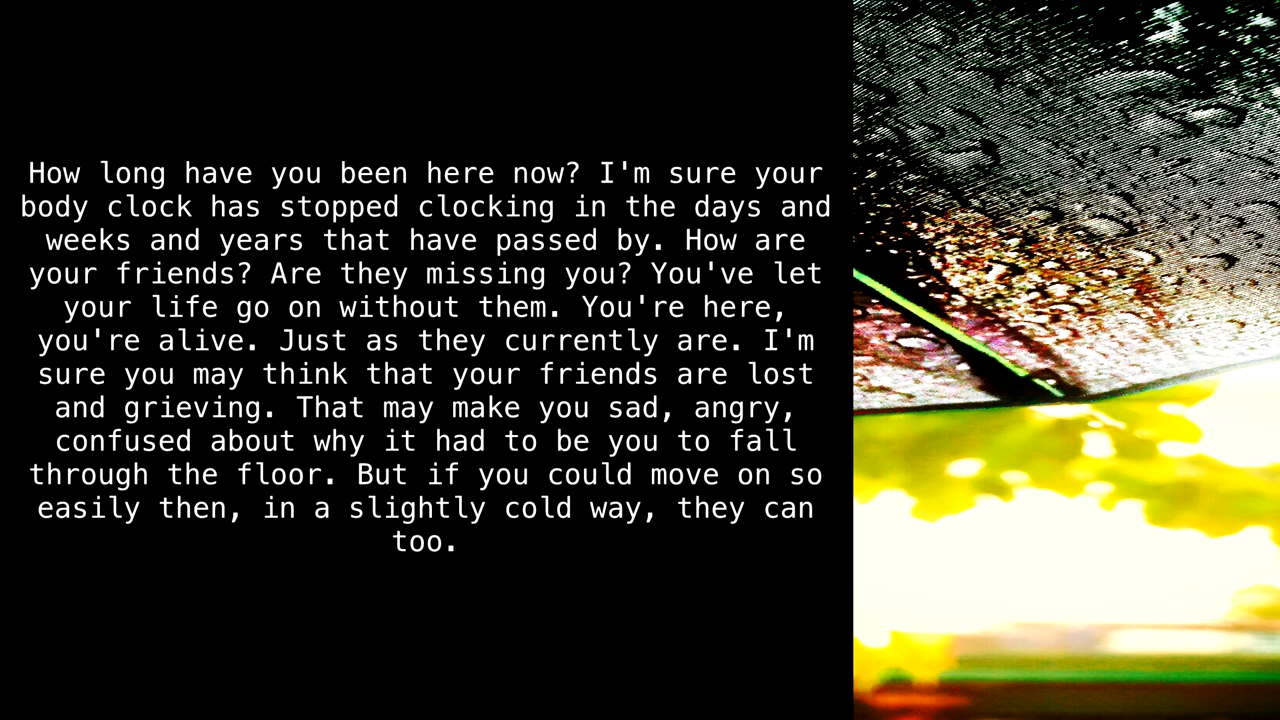 How long have you been here now? I'm sure your
body clock has stopped clocking in the days and
weeks and years that have passed by. How are
your friends? Are they missing you? You've let
your life go on without them. You're here,
you're alive. Just as they currently are. I'm
sure you may think that your friends are lost
and grieving. That may make you sad, angry,
confused about why it had to be you to fall
through the floor. But if you could move on so
easily then, in a slightly cold way, they can
too.